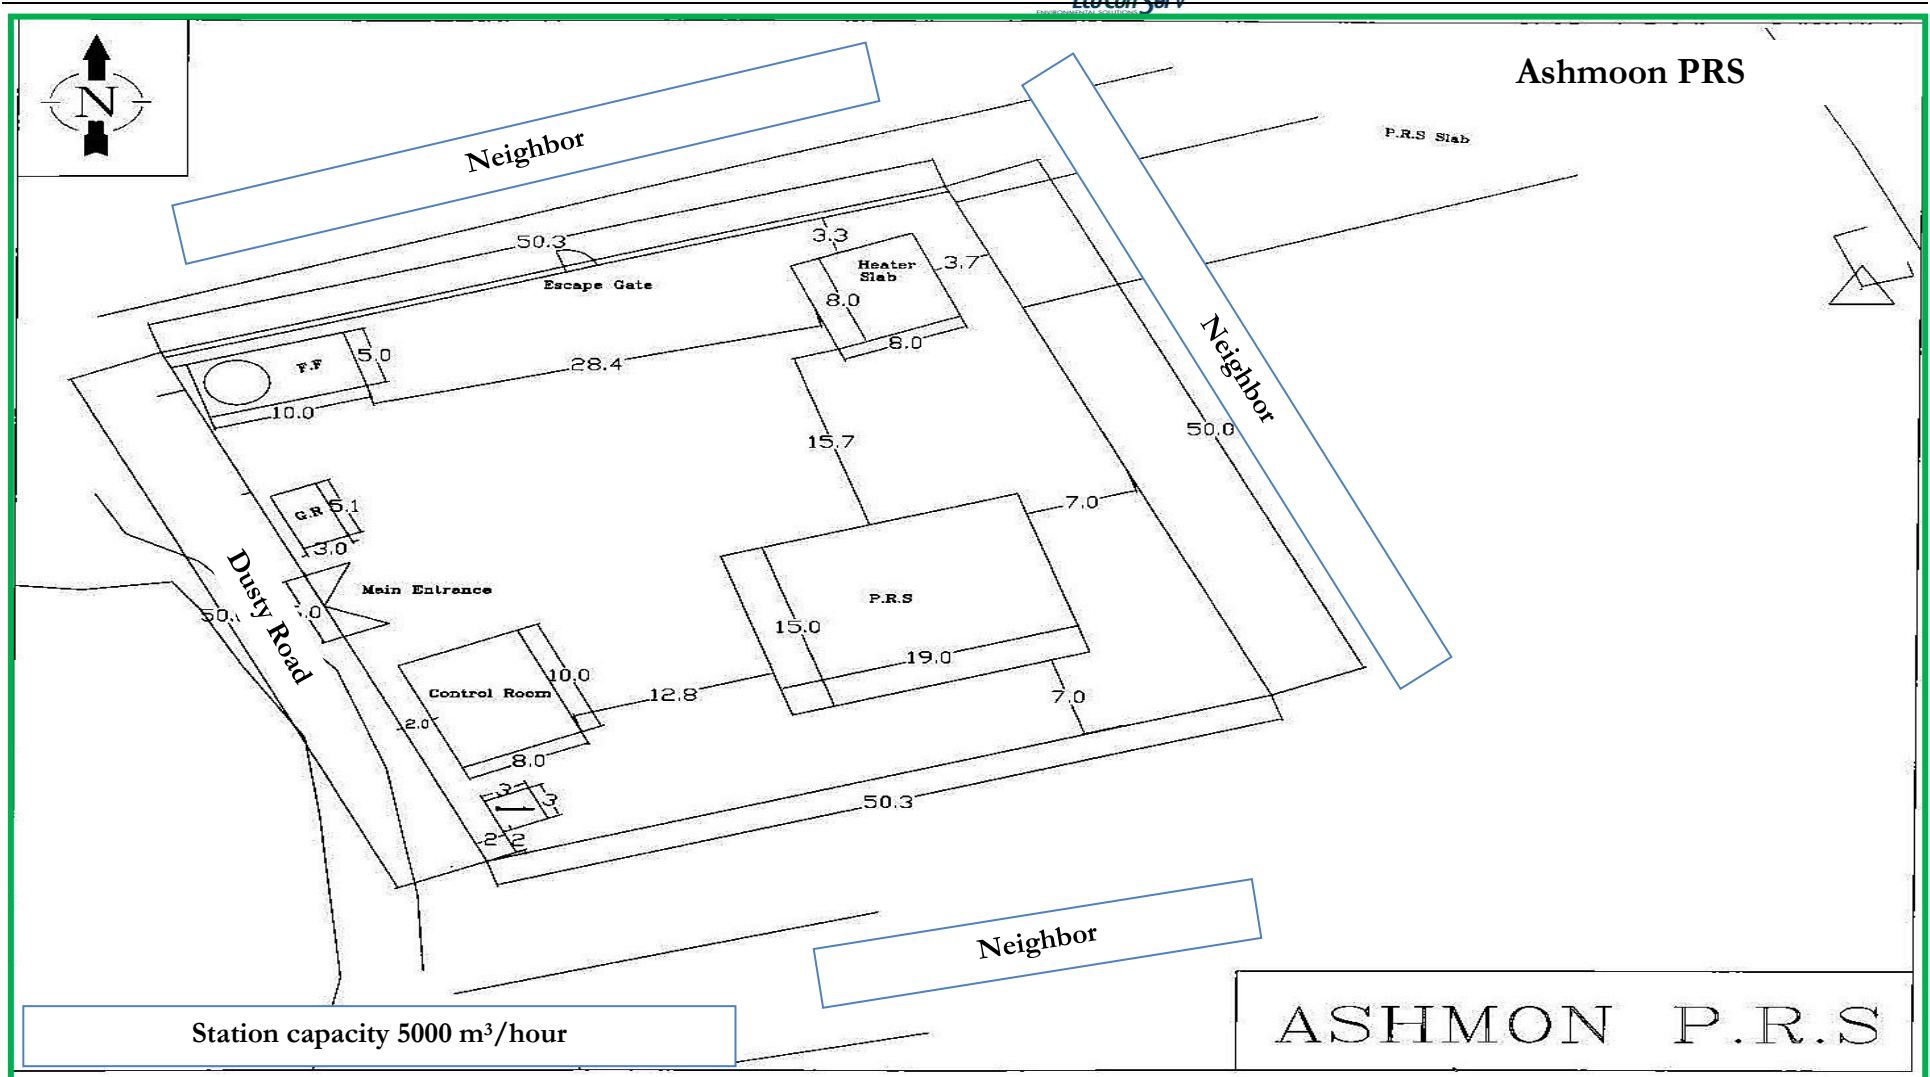 EcoConServ
ENVIRONMENTAL SOLUTIONS
N
Ashmoon PRS
Neighbor
P.R.S Slab
50.3
3.3
Heater
Slab
3.7
Escape Gate
8.0
8.0
F.F
5.0
28.4
10.0
Neighbor
15.7
50.0
7.0
G.R
5.1
3.0
Dusty Road
Main Entrance
P.R.S
15.0
19.0
Control Room
10.0
12.8
2.0
7.0
8.0
3
3
50.3
2
2
Neighbor
Station capacity 5000 m³/hour
ASHMON P.R.S